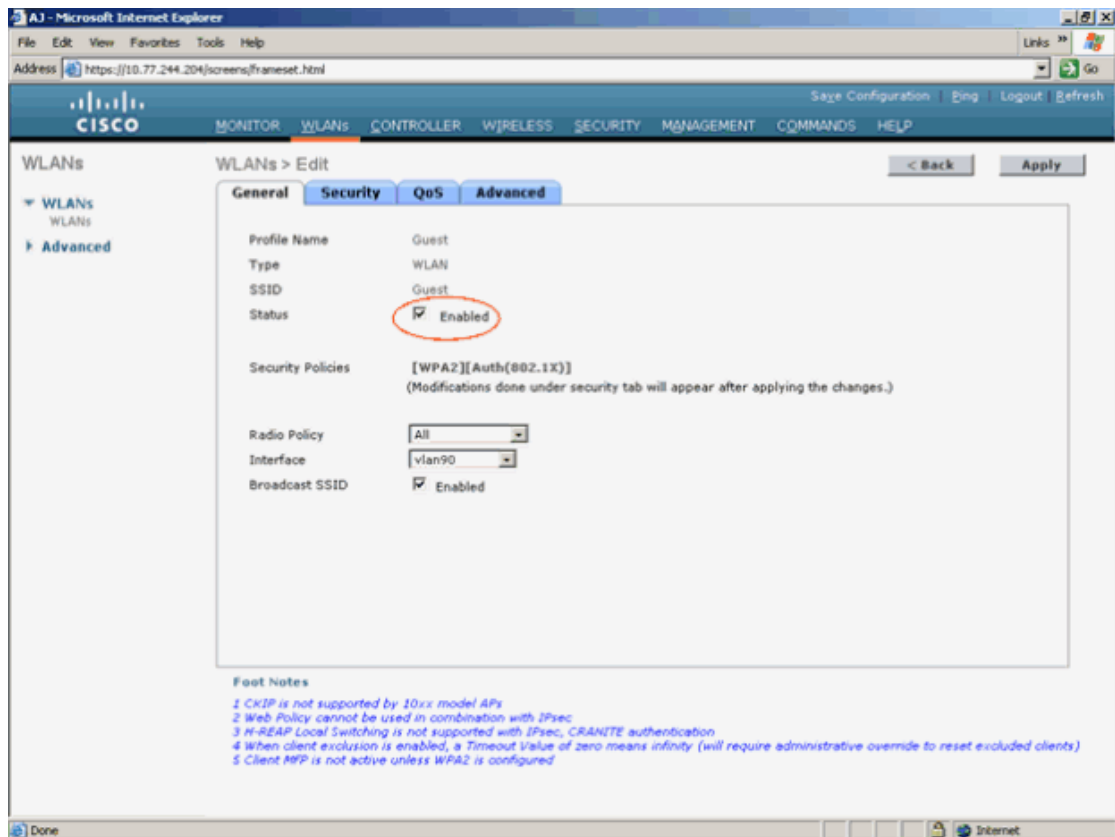 AJ - Microsoft Internet Explorer
File Edit View Favorites Tools Help Links »
Address https://10.77.244.204/screens/frameset.html Go
Save Configuration | Ping | Logout | Refresh
CISCO
MONITOR WLANs CONTROLLER WIRELESS SECURITY MANAGEMENT COMMANDS HELP
WLANs
WLANs
WLANs
Advanced
WLANs > Edit
< Back Apply
General Security QoS Advanced
Profile Name Guest
Type WLAN
SSID Guest
Status Enabled
Security Policies [WPA2][Auth(802.1X)]
(Modifications done under security tab will appear after applying the changes.)
Radio Policy All
Interface vlan90
Broadcast SSID Enabled
Foot Notes
1 CKIP is not supported by 10xx model APs
2 Web Policy cannot be used in combination with IPsec
3 H-REAP Local Switching is not supported with IPsec, CRANITE authentication
4 When client exclusion is enabled, a Timeout Value of zero means infinity (will require administrative override to reset excluded clients)
5 Client MFP is not active unless WPA2 is configured
Done Internet